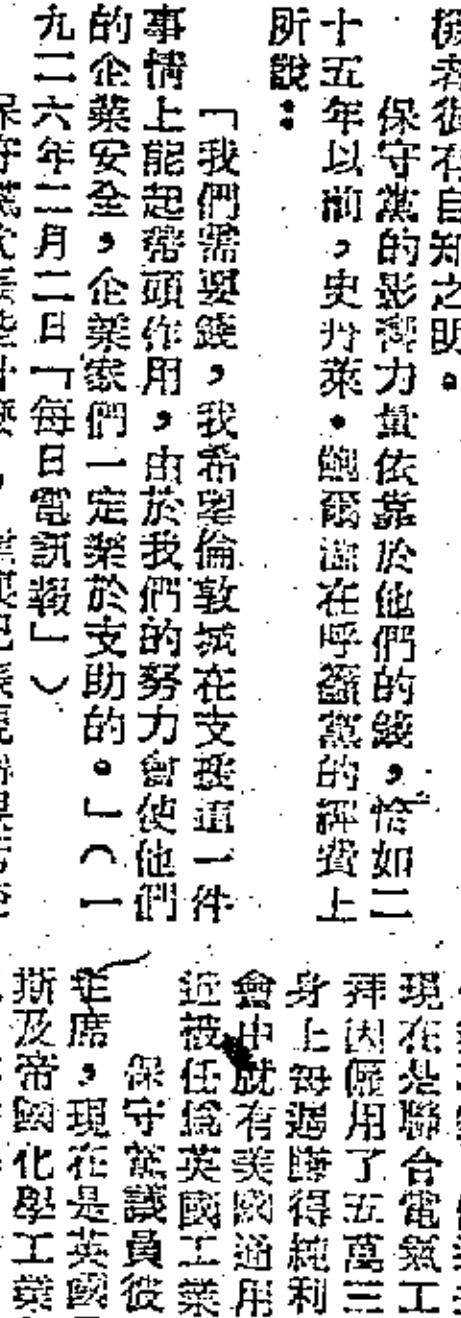 保守黨的影響力量依靠於他們的錢,恰如二
十五年以前,史丹萊・鮑爾溫在呼籲黨的經費上
所說:
「我們需要錢,我希望倫敦城在支援這一件
事情上能起帶頭作用,由於我們的努力會使他們
的企業安全,企業家們一定樂於支助的。」(一
九二六年二月二日「每日電訊報」)
現在是聯合電氣工
拜因僱用了五萬三
身上每週賺得純利
會中就有美國通用
近被任為英國工業
保守黨議員彼
主席,現在是英國
斯及帝國化學工業